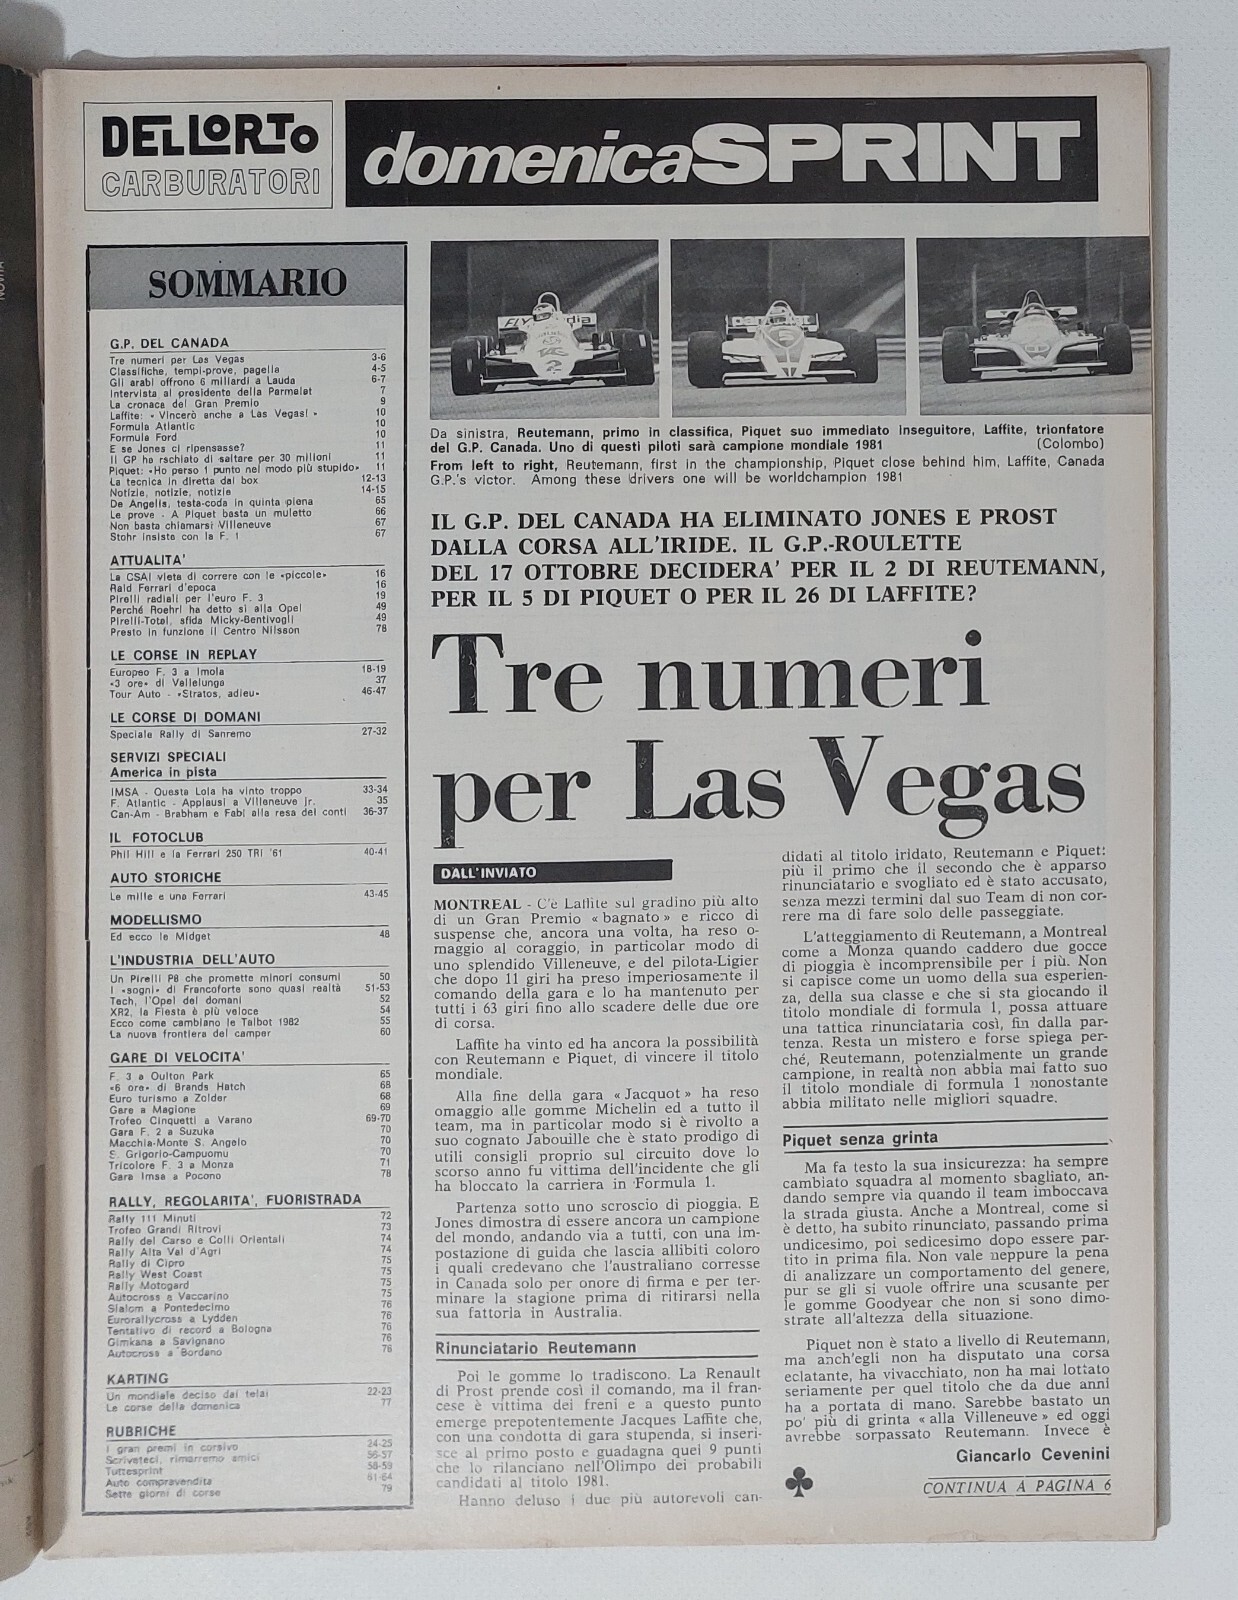 DELLORTO
CARBURATORI
domenicaSPRINT
SOMMARIO
G.P. DEL CANADA
Tre numeri per Las Vegas 3-6
Classifiche, tempi-prove, pagella 4-5
Gli arabi offrono 6 miliardi a Lauda 6-7
Intervista al presidente della Parmalat 7
La cronaca del Gran Premio 9
Laffite: « Vincerò anche a Las Vegas! » 10
Formula Atlantic 10
Formula Ford 10
E se Jones ci ripensasse? 11
Il GP ha rschiato di saltare per 30 milioni 11
Piquet: «Ho perso 1 punto nel modo più stupido» 11
La tecnica in diretta dai box 12-13
Notizie, notizie, notizie 14-15
De Angelis, testa-coda in quinta piena 65
Le prove - A Piquet basta un muletto 66
Non basta chiamarsi Villeneuve 67
Stohr insiste con la F. 1 67
ATTUALITA'
La CSAI vieta di correre con le «piccole» 16
Raid Ferrari d'epoca 16
Pirelli radiali per l'euro F. 3 19
Perché Roehrl ha detto sì alla Opel 49
Pirelli-Total, sfida Micky-Bentivogli 49
Presto in funzione il Centro Nilsson 78
LE CORSE IN REPLAY
Europeo F. 3 a Imola 18-19
«3 ore» di Vallelunga 37
Tour Auto - «Stratos, adieu» 46-47
LE CORSE DI DOMANI
Speciale Rally di Sanremo 27-32
SERVIZI SPECIALI
America in pista
IMSA - Questa Lola ha vinto troppo 33-34
F. Atlantic - Applausi a Villeneuve jr. 35
Can-Am - Brabham e Fabi alla resa dei conti 36-37
IL FOTOCLUB
Phil Hill e la Ferrari 250 TRI '61 40-41
AUTO STORICHE
Le mille e una Ferrari 43-45
MODELLISMO
Ed ecco le Midget 48
L'INDUSTRIA DELL'AUTO
Un Pirelli P8 che promette minori consumi 50
I «sogni» di Francoforte sono quasi realtà 51-53
Tech, l'Opel del domani 52
XR2, la Fiesta è più veloce 54
Ecco come cambiano le Talbot 1982 55
La nuova frontiera del camper 60
GARE DI VELOCITA'
F. 3 a Oulton Park 65
«6 ore» di Brands Hatch 68
Euro turismo a Zolder 68
Gare a Magione 69
Trofeo Cinquetti a Varano 69-70
Gara F. 2 a Suzuka 70
Macchia-Monte S. Angelo 70
S. Grigorio-Campuomu 70
Tricolore F. 3 a Monza 71
Gara Imsa a Pocono 78
RALLY, REGOLARITA', FUORISTRADA
Rally 111 Minuti 72
Trofeo Grandi Ritrovi 73
Rally del Carso e Colli Orientali 74
Rally Alta Val d'Agri 74
Rally di Cipro 75
Rally West Coast 75
Rally Motogard 75
Autocross a Vaccarino 75
Slalom a Pontedecimo 76
Eurorallycross a Lydden 76
Tentativo di record a Bologna 76
Gimkana a Savignano 76
Autocross a Bordano 76
KARTING
Un mondiale deciso dai telai 22-23
Le corse della domenica 77
RUBRICHE
I gran premi in corsivo 24-25
Scriveteci, rimarremo amici 56-57
Tuttosprint 58-59
Auto compravendita 61-64
Sette giorni di corse 79
Da sinistra, Reutemann, primo in classifica, Piquet suo immediato inseguitore, Laffite, trionfatore
del G.P. Canada. Uno di questi piloti sarà campione mondiale 1981 (Colombo)
From left to right, Reutemann, first in the championship, Piquet close behind him, Laffite, Canada
G.P.'s victor. Among these drivers one will be worldchampion 1981
IL G.P. DEL CANADA HA ELIMINATO JONES E PROST
DALLA CORSA ALL'IRIDE. IL G.P.-ROULETTE
DEL 17 OTTOBRE DECIDERA' PER IL 2 DI REUTEMANN,
PER IL 5 DI PIQUET O PER IL 26 DI LAFFITE?
Tre numeri
per Las Vegas
DALL'INVIATO
MONTREAL - C'è Laffite sul gradino più alto
di un Gran Premio « bagnato » e ricco di
suspense che, ancora una volta, ha reso o-
maggio al coraggio, in particolar modo di
uno splendido Villeneuve, e del pilota-Ligier
che dopo 11 giri ha preso imperiosamente il
comando della gara e lo ha mantenuto per
tutti i 63 giri fino allo scadere delle due ore
di corsa.
Laffite ha vinto ed ha ancora la possibilità
con Reutemann e Piquet, di vincere il titolo
mondiale.
Alla fine della gara « Jacquot » ha reso
omaggio alle gomme Michelin ed a tutto il
team, ma in particolar modo si è rivolto a
suo cognato Jabouille che è stato prodigo di
utili consigli proprio sul circuito dove lo
scorso anno fu vittima dell'incidente che gli
ha bloccato la carriera in Formula 1.
Partenza sotto uno scroscio di pioggia. E
Jones dimostra di essere ancora un campione
del mondo, andando via a tutti, con una im-
postazione di guida che lascia allibiti coloro
i quali credevano che l'australiano corresse
in Canada solo per onore di firma e per ter-
minare la stagione prima di ritirarsi nella
sua fattoria in Australia.
Rinunciatario Reutemann
Poi le gomme lo tradiscono. La Renault
di Prost prende così il comando, ma il fran-
cese è vittima dei freni e a questo punto
emerge prepotentemente Jacques Laffite che,
con una condotta di gara stupenda, si inseri-
sce al primo posto e guadagna quei 9 punti
che lo rilanciano nell'Olimpo dei probabili
candidati al titolo 1981.
Hanno deluso i due più autorevoli can-
didati al titolo iridato, Reutemann e Piquet:
più il primo che il secondo che è apparso
rinunciatario e svogliato ed è stato accusato,
senza mezzi termini dal suo Team di non cor-
rere ma di fare solo delle passeggiate.
L'atteggiamento di Reutemann, a Montreal
come a Monza quando caddero due gocce
di pioggia è incomprensibile per i più. Non
si capisce come un uomo della sua esperien-
za, della sua classe e che si sta giocando il
titolo mondiale di formula 1, possa attuare
una tattica rinunciataria così, fin dalla par-
tenza. Resta un mistero e forse spiega per-
ché, Reutemann, potenzialmente un grande
campione, in realtà non abbia mai fatto suo
il titolo mondiale di formula 1 nonostante
abbia militato nelle migliori squadre.
Piquet senza grinta
Ma fa testo la sua insicurezza: ha sempre
cambiato squadra al momento sbagliato, an-
dando sempre via quando il team imboccava
la strada giusta. Anche a Montreal, come si
è detto, ha subito rinunciato, passando prima
undicesimo, poi sedicesimo dopo essere par-
tito in prima fila. Non vale neppure la pena
di analizzare un comportamento del genere,
pur se gli si vuole offrire una scusante per
le gomme Goodyear che non si sono dimo-
strate all'altezza della situazione.
Piquet non è stato a livello di Reutemann,
ma anch'egli non ha disputato una corsa
eclatante, ha vivacchiato, non ha mai lottato
seriamente per quel titolo che da due anni
ha a portata di mano. Sarebbe bastato un
po' più di grinta « alla Villeneuve » ed oggi
avrebbe sorpassato Reutemann. Invece è
Giancarlo Cevenini
CONTINUA A PAGINA 6